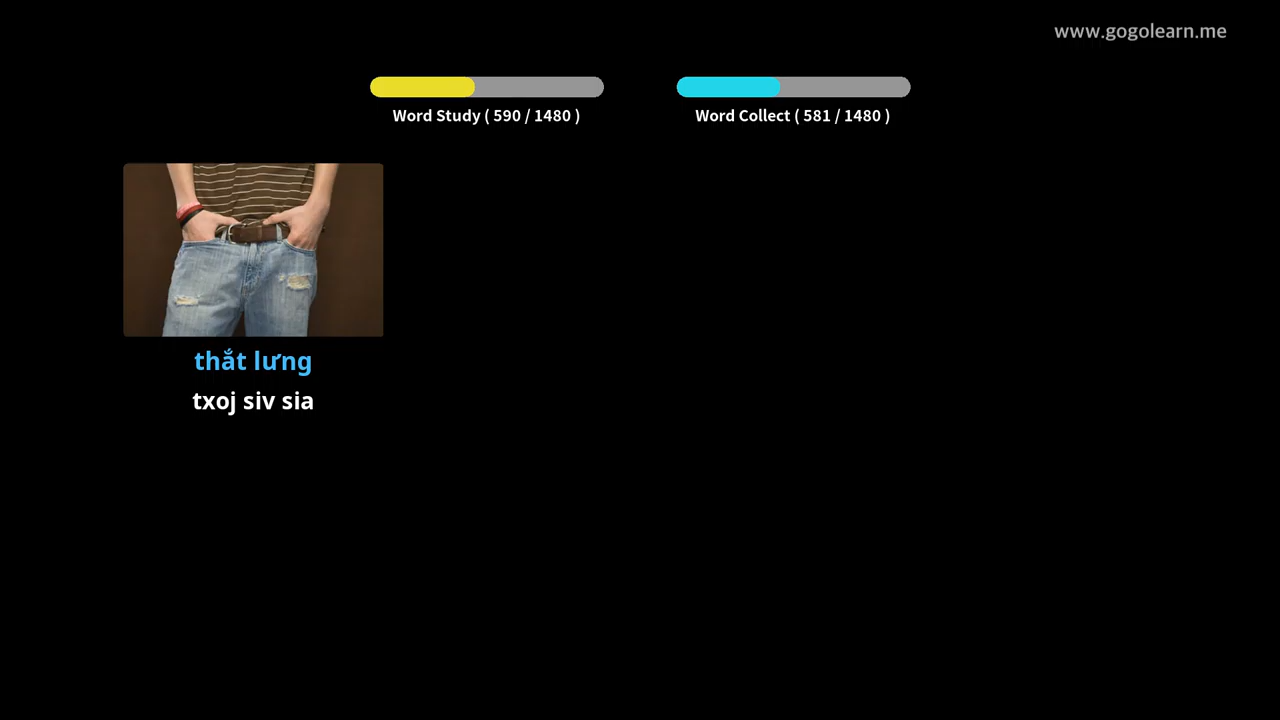 www.gogolearn.me
Word Study ( 590 / 1480 )
Word Collect ( 581 / 1480 )
thắt lưng
txoj siv sia